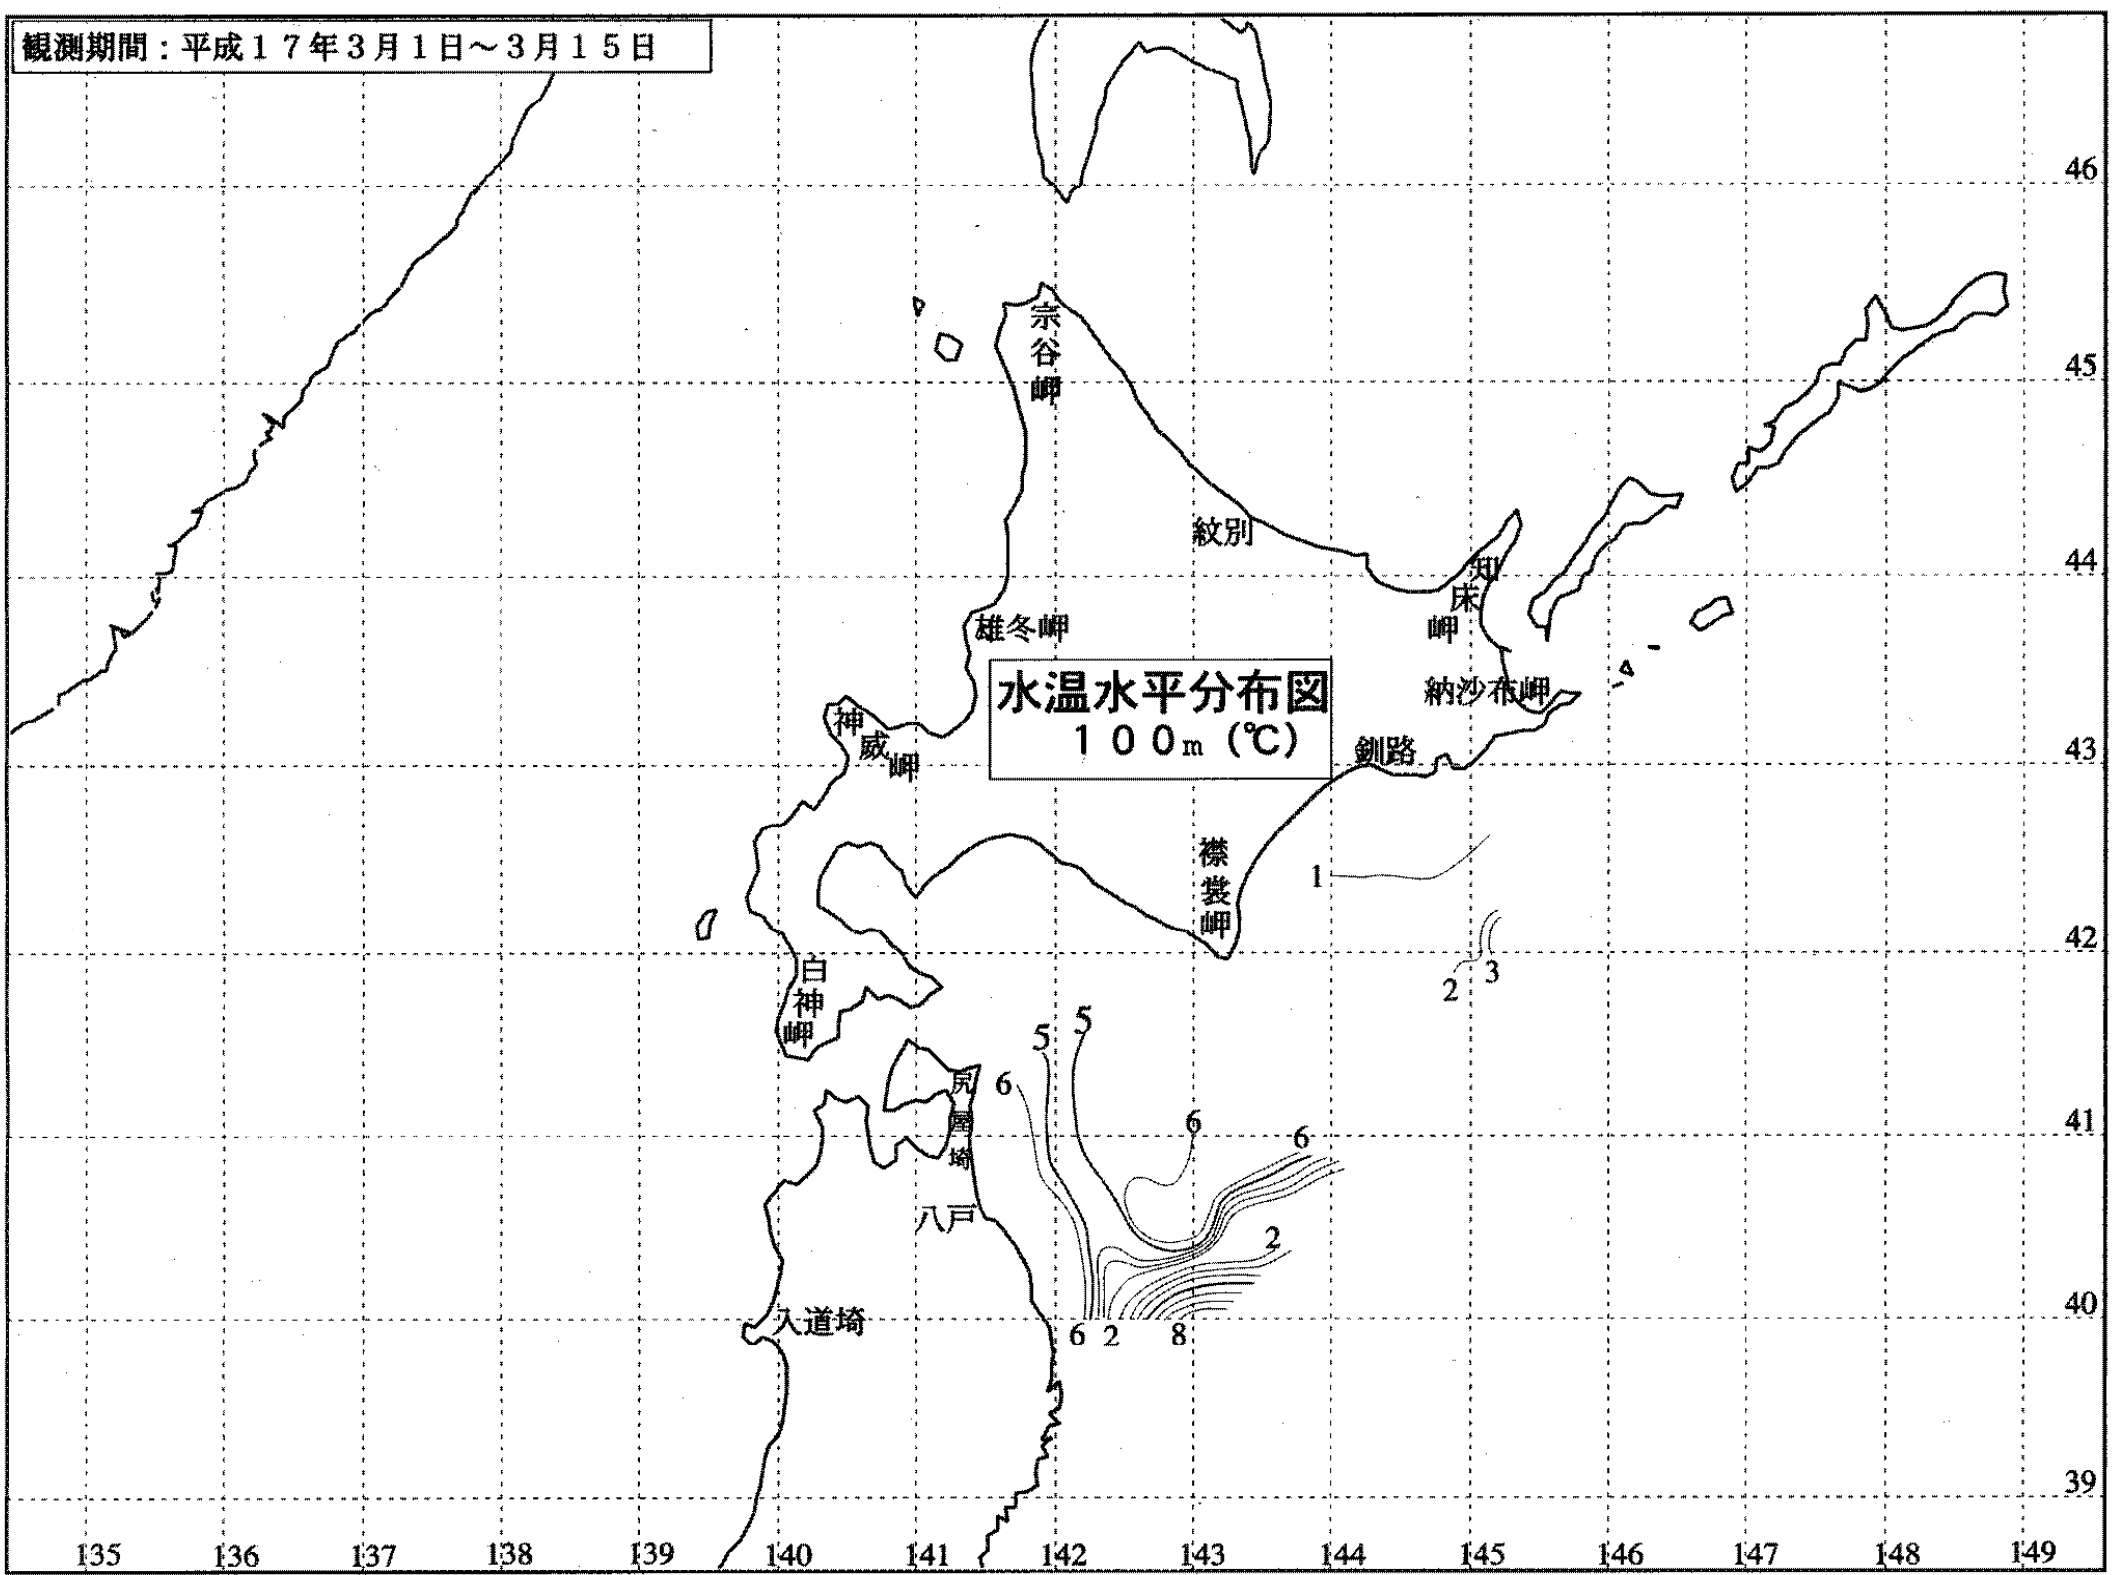 観測期間：平成１７年３月１日～３月１５日
46
宗谷岬
45
紋別
44
知床岬
雄冬岬
水温水平分布図
１００ｍ（℃）
納沙布岬
神威岬
釧路
43
襟裳岬
1
42
白神岬
2
3
5
5
6
尻屋埼
6
6
41
八戸
2
入道埼
40
6
2
8
39
135
136
137
138
139
140
141
142
143
144
145
146
147
148
149